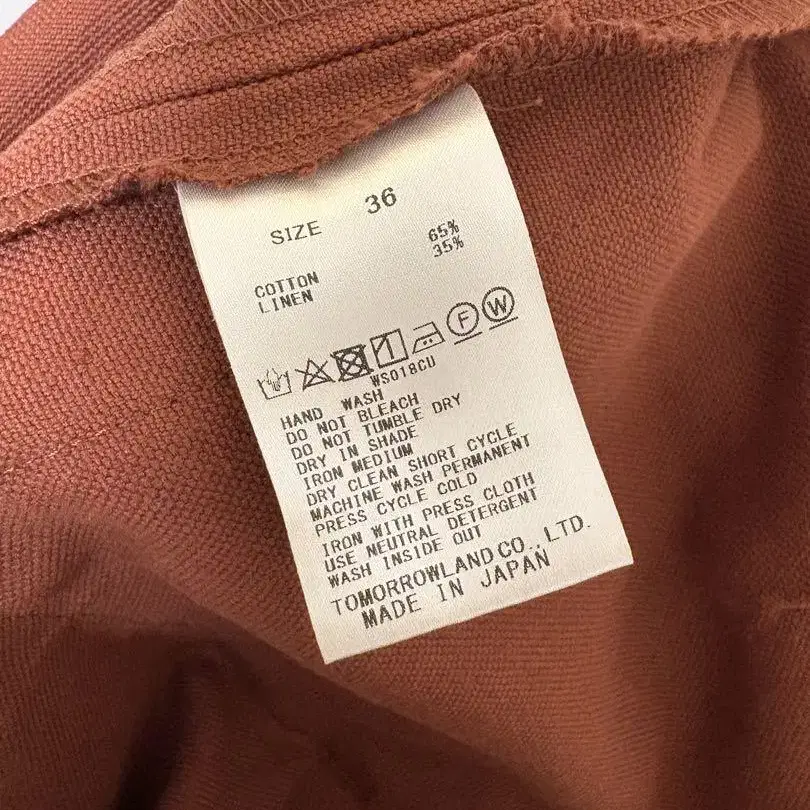 SIZE 36
COTTON 65%
LINEN 35%
F W
WS018CU
HAND WASH
DO NOT BLEACH
DO NOT TUMBLE DRY
DRY IN SHADE
IRON MEDIUM
DRY CLEAN SHORT CYCLE
MACHINE WASH PERMANENT
PRESS CYCLE COLD
IRON WITH PRESS CLOTH
USE NEUTRAL DETERGENT
WASH INSIDE OUT
TOMORROWLAND CO., LTD.
MADE IN JAPAN